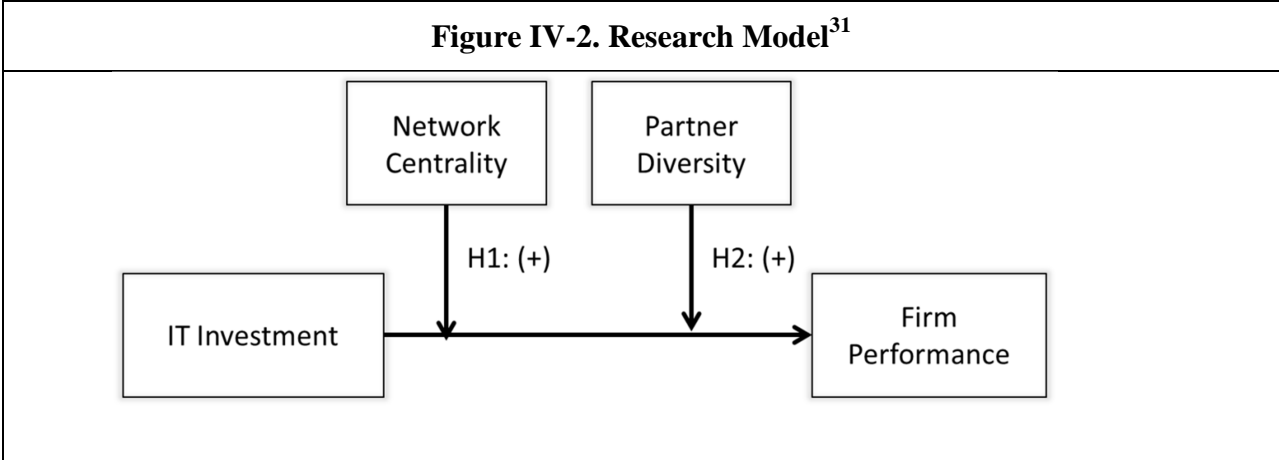 Figure IV-2. Research Model31
Network
Centrality
Partner
Diversity
H1: (+)
H2: (+)
IT Investment
Firm
Performance